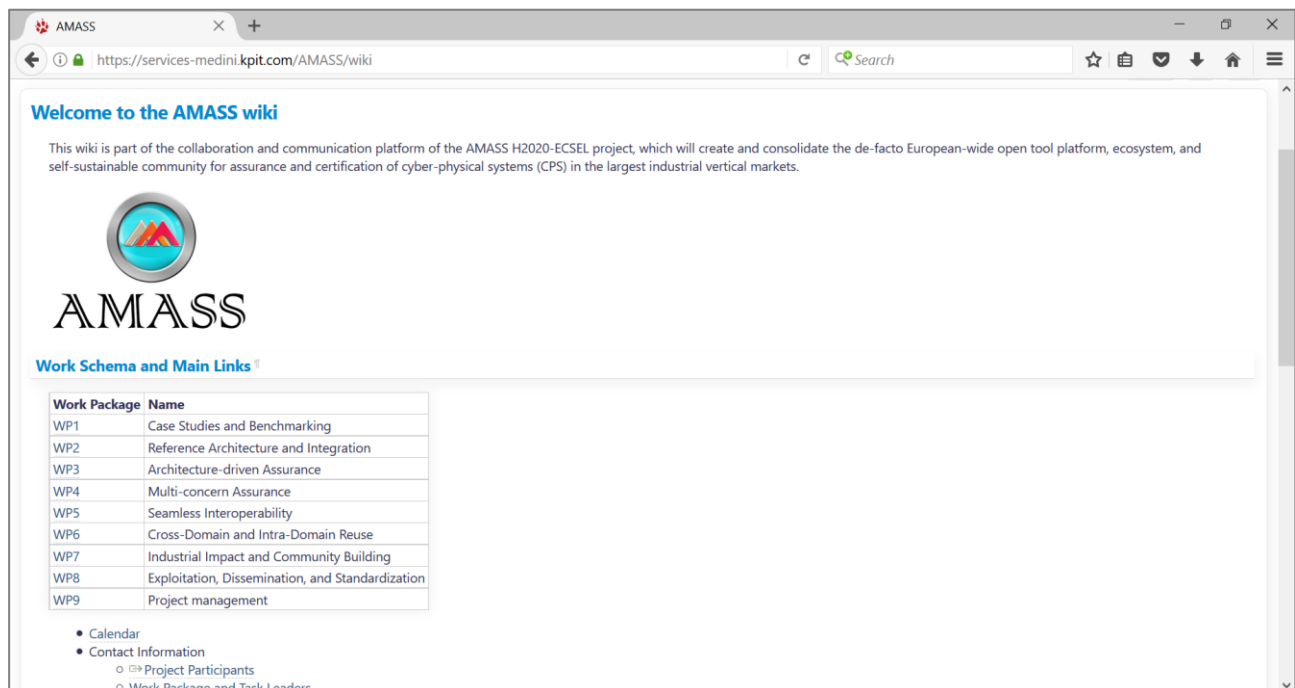 AMASS
https://services-medini.kpit.com/AMASS/wiki
Search
Welcome to the AMASS wiki
This wiki is part of the collaboration and communication platform of the AMASS H2020-ECSEL project, which will create and consolidate the de-facto European-wide open tool platform, ecosystem, and
self-sustainable community for assurance and certification of cyber-physical systems (CPS) in the largest industrial vertical markets.
AMASS
Work Schema and Main Links ¶
Work Package Name
WP1 Case Studies and Benchmarking
WP2 Reference Architecture and Integration
WP3 Architecture-driven Assurance
WP4 Multi-concern Assurance
WP5 Seamless Interoperability
WP6 Cross-Domain and Intra-Domain Reuse
WP7 Industrial Impact and Community Building
WP8 Exploitation, Dissemination, and Standardization
WP9 Project management
• Calendar
• Contact Information
○ Project Participants
○ Work Package and Task Leaders